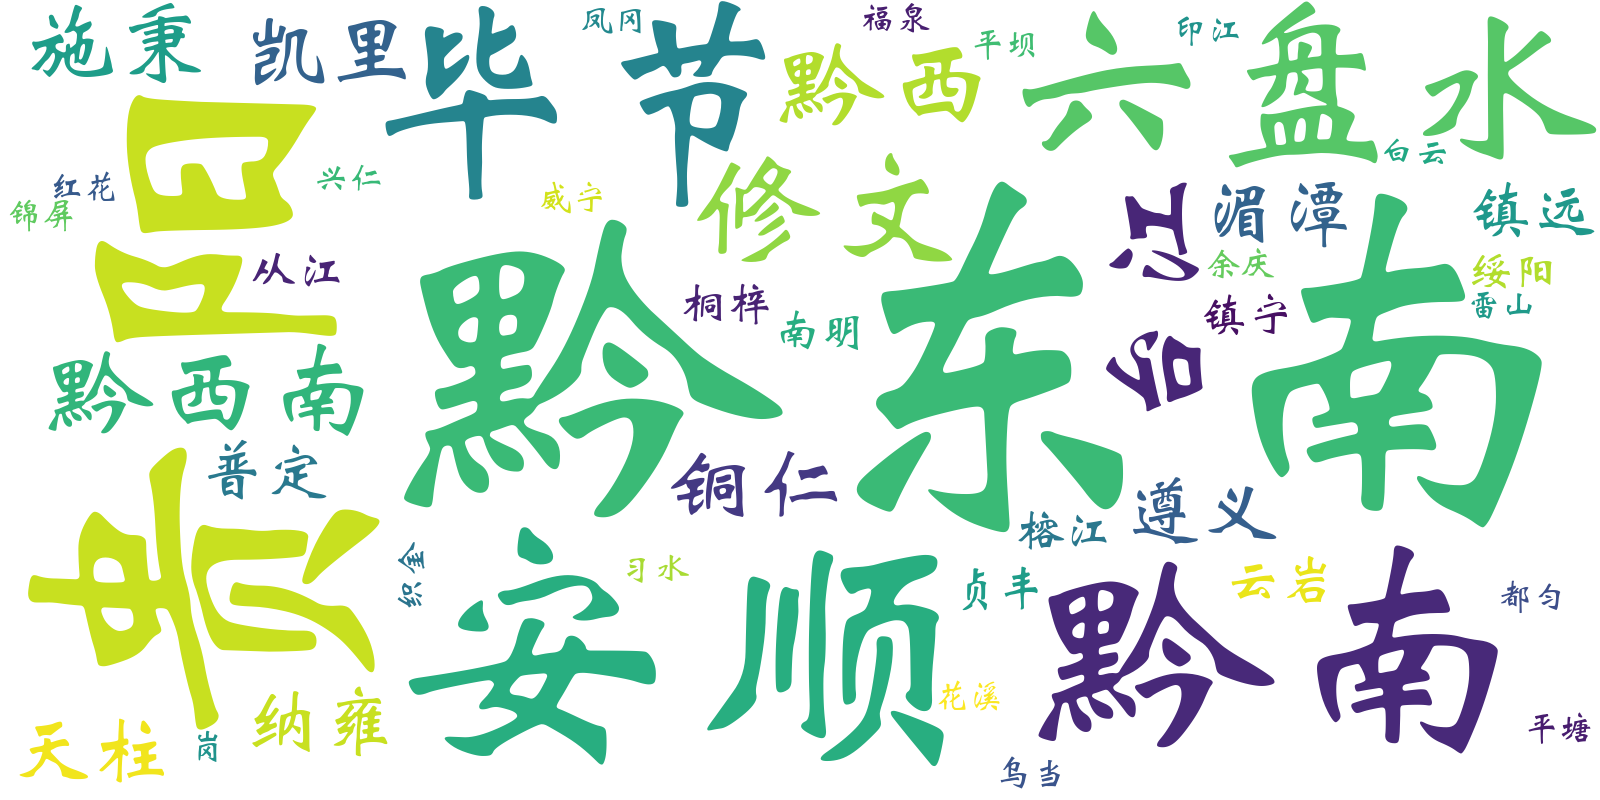 施秉
凯里
毕节
凤冈
福泉
黔西
平坝
六盘水
印江
白云
贵阳
红花
锦屏
兴仁
威宁
修文
湄潭
镇远
从江
黔东南
台江
余庆
绥阳
雷山
桐梓
南明
镇宁
黔西南
普定
铜仁
榕江
遵义
织金
安顺
习水
贞丰
黔南
云岩
都匀
天柱
岗
纳雍
花溪
乌当
平塘